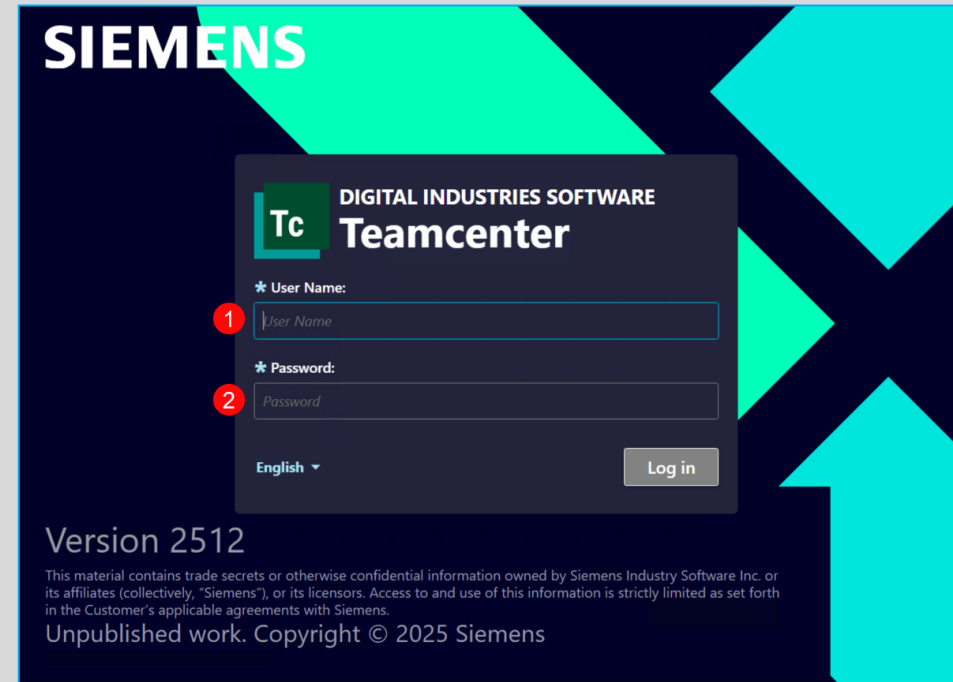 SIEMENS
Tc
DIGITAL INDUSTRIES SOFTWARE
Teamcenter
* User Name:
1
User Name
* Password:
2
Password
English
Log in
Version 2512
This material contains trade secrets or otherwise confidential information owned by Siemens Industry Software Inc. or
its affiliates (collectively, “Siemens”), or its licensors. Access to and use of this information is strictly limited as set forth
in the Customer’s applicable agreements with Siemens.
Unpublished work. Copyright © 2025 Siemens